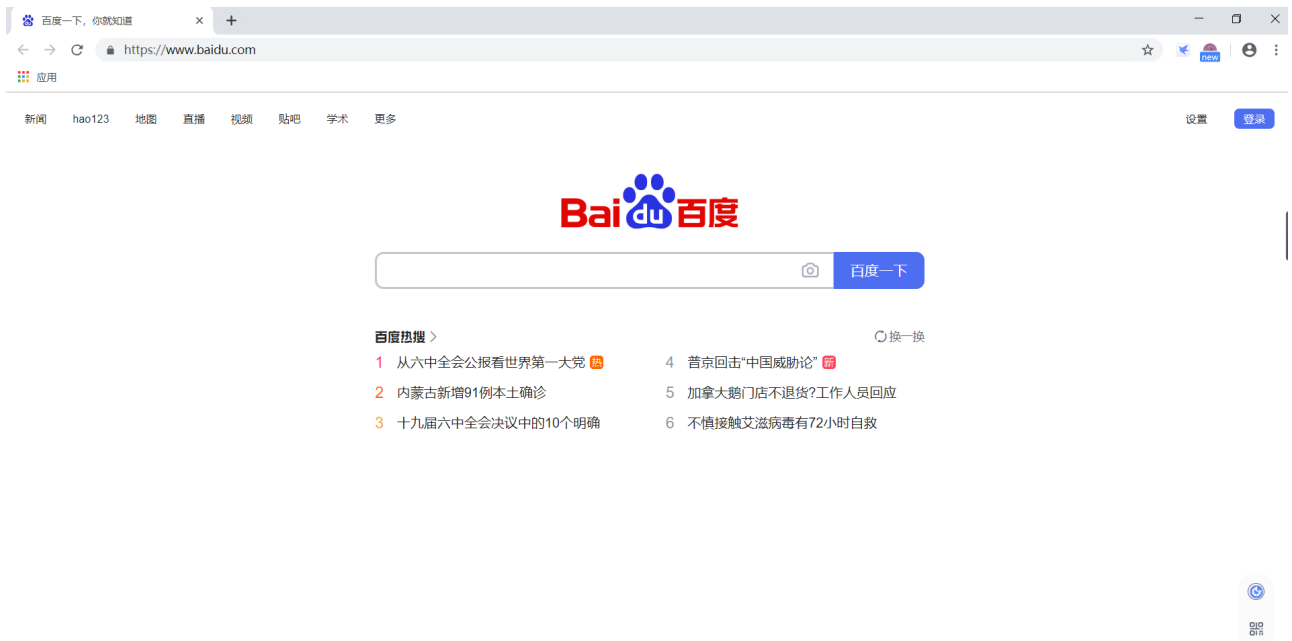 百度一下，你就知道
https://www.baidu.com
new
应用
新闻 hao123 地图 直播 视频 贴吧 学术 更多 设置 登录
Bai du 百度
百度一下
百度热搜 换一换
1 从六中全会公报看世界第一大党 热
4 普京回击“中国威胁论” 新
2 内蒙古新增91例本土确诊
5 加拿大鹅门店不退货?工作人员回应
3 十九届六中全会决议中的10个明确
6 不慎接触艾滋病毒有72小时自救